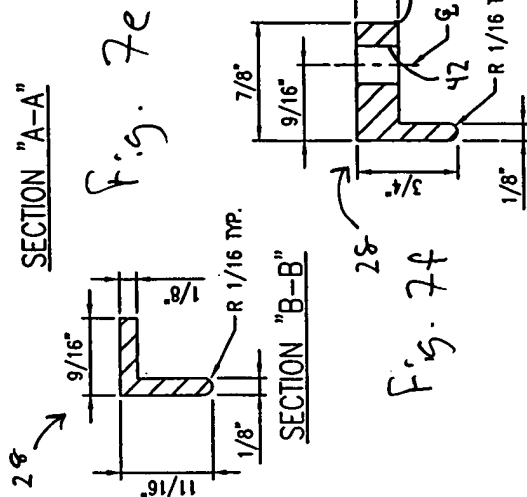 SECTION "A-A"
Fig. 7e
28
9/16"
1/8"
11/16"
R 1/16 TYP.
1/8"
SECTION "B-B"
7/8"
9/16"
28
3/4"
42
R 1/16 T
1/8"
Fig. 7f